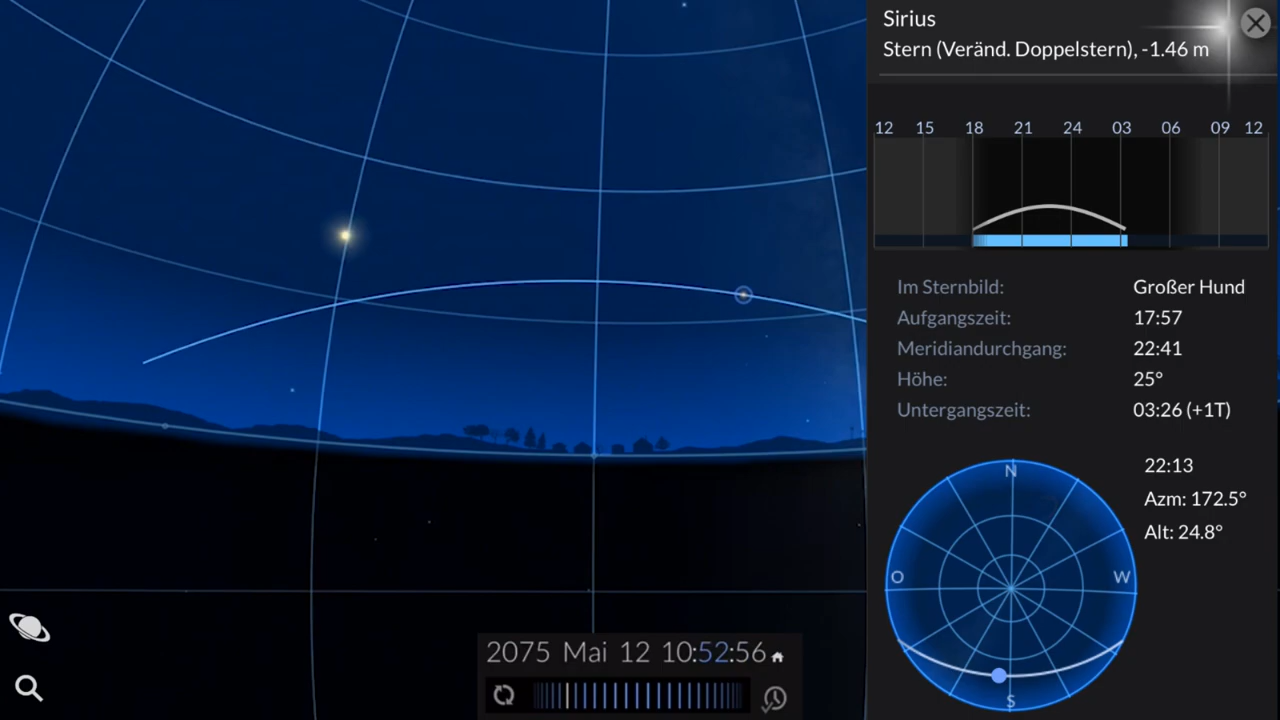 Sirius
Stern (Veränd. Doppelstern), -1.46 m
12 15 18 21 24 03 06 09 12
Im Sternbild: Großer Hund
Aufgangszeit: 17:57
Meridiandurchgang: 22:41
Höhe: 25°
Untergangszeit: 03:26 (+1T)
22:13
Azm: 172.5°
Alt: 24.8°
N
O W
S
2075 Mai 12 10:52:56